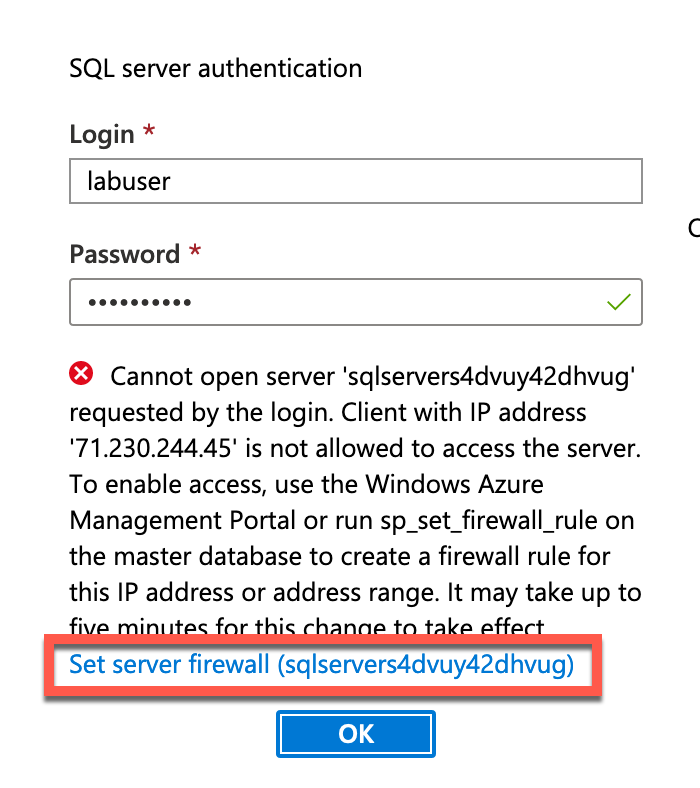 SQL server authentication
Login *
labuser
Password *
••••••••••
Cannot open server 'sqlservers4dvuy42dhvug'
requested by the login. Client with IP address
'71.230.244.45' is not allowed to access the server.
To enable access, use the Windows Azure
Management Portal or run sp_set_firewall_rule on
the master database to create a firewall rule for
this IP address or address range. It may take up to
five minutes for this change to take effect
Set server firewall (sqlservers4dvuy42dhvug)
OK